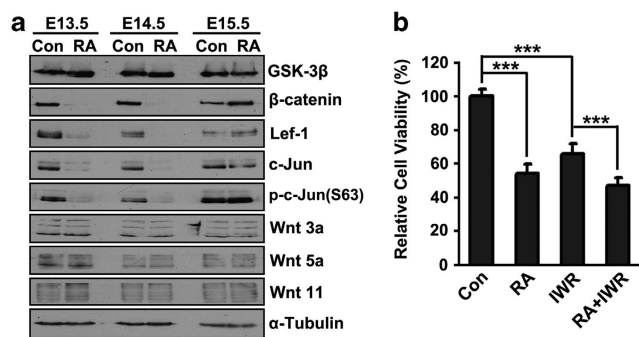 a
E13.5 E14.5 E15.5
Con RA Con RA Con RA
GSK-3β
β-catenin
Lef-1
c-Jun
p-c-Jun(S63)
Wnt 3a
Wnt 5a
Wnt 11
α-Tubulin
b
Relative Cell Viability (%)
120
100
80
60
40
20
0
***
***
***
Con RA IWR RA+IWR